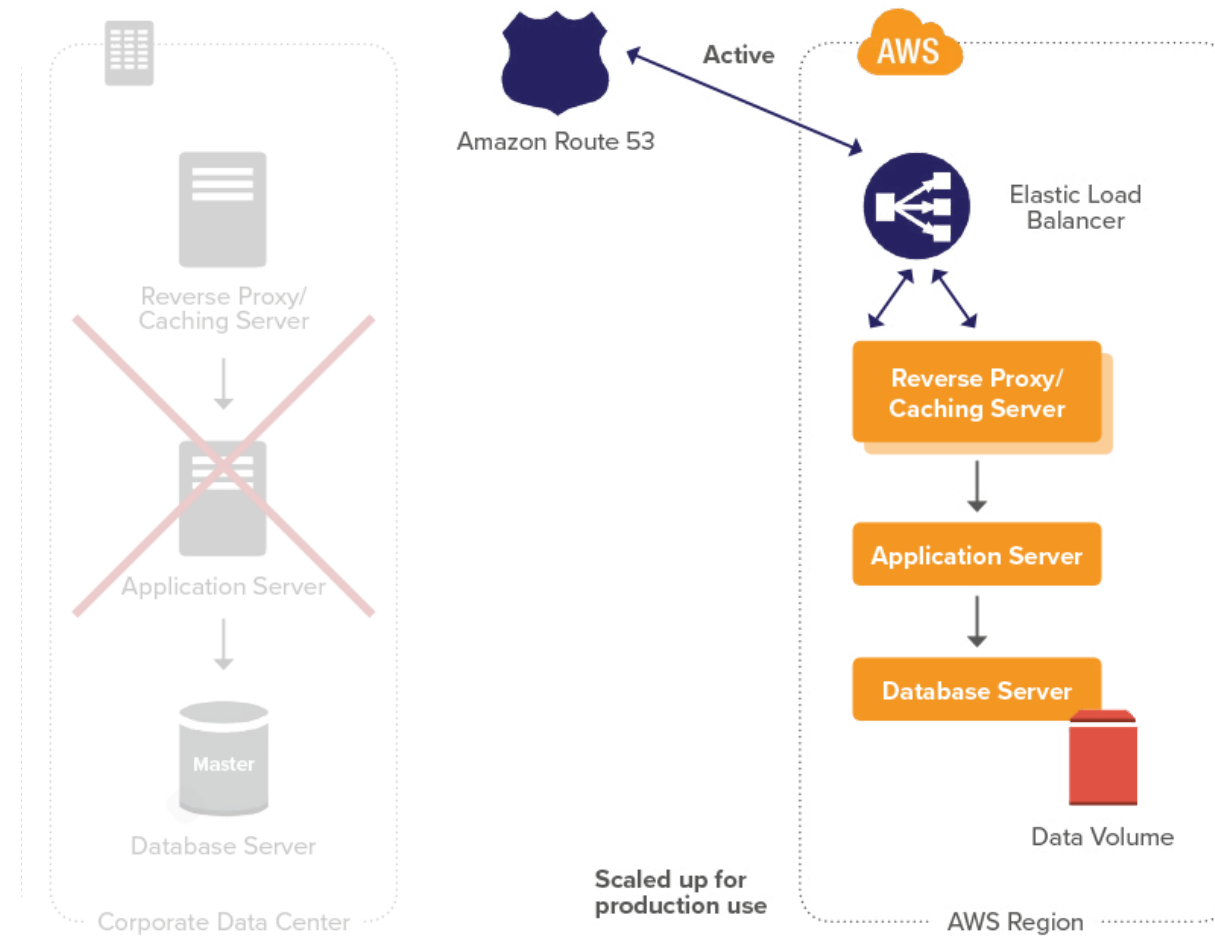 Active
AWS
Amazon Route 53
Elastic Load
Balancer
Reverse Proxy/
Caching Server
Application Server
Master
Database Server
Corporate Data Center
Reverse Proxy/
Caching Server
Application Server
Database Server
Data Volume
Scaled up for
production use
AWS Region